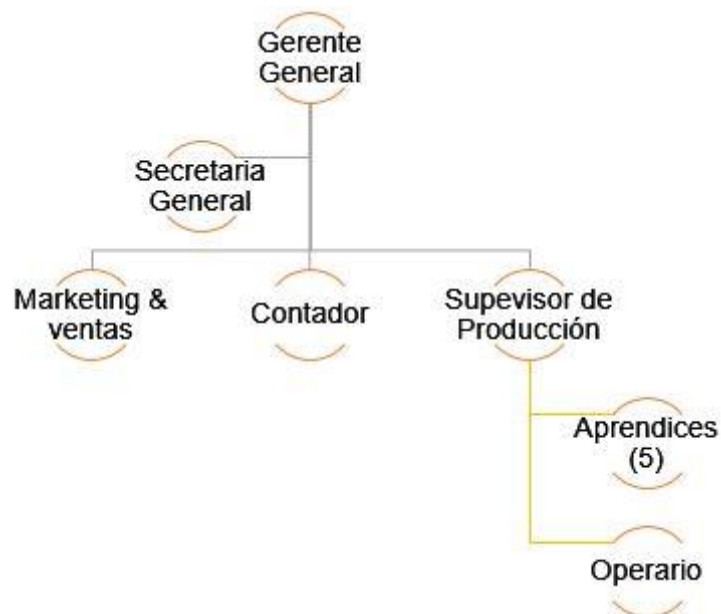 Gerente
General
Secretaria
General
Marketing &
ventas
Contador
Supevisor de
Producción
Aprendices
(5)
Operario